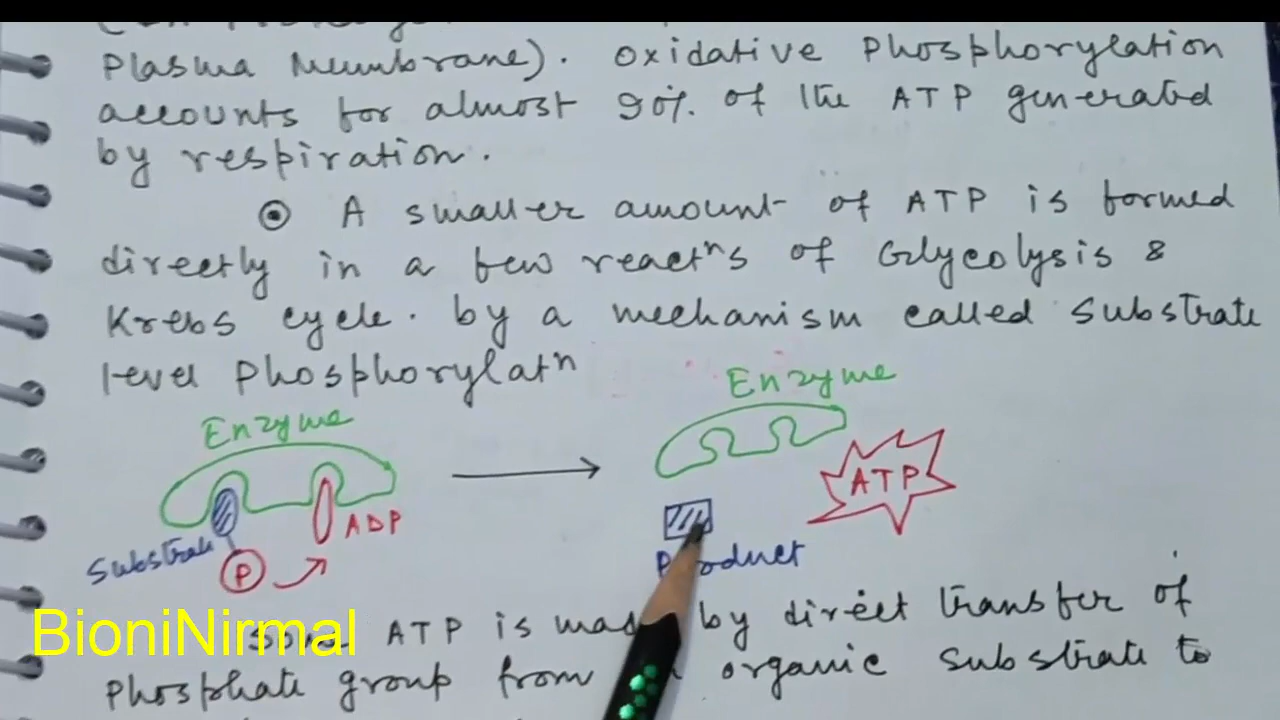 Plasma Membrane). Oxidative Phosphorylation
accounts for almost 90% of the ATP generated
by respiration.
A smaller amount of ATP is formed
directly in a few reactⁿs of Glycolysis &
Krebs cycle. by a mechanism called Substrate
level Phosphorylatⁿ
Enzyme
Enzyme
ATP
ADP
Substrate
P
Product
BioniNirmal
Some ATP is made by direct transfer of
Phosphate group from organic substrate to